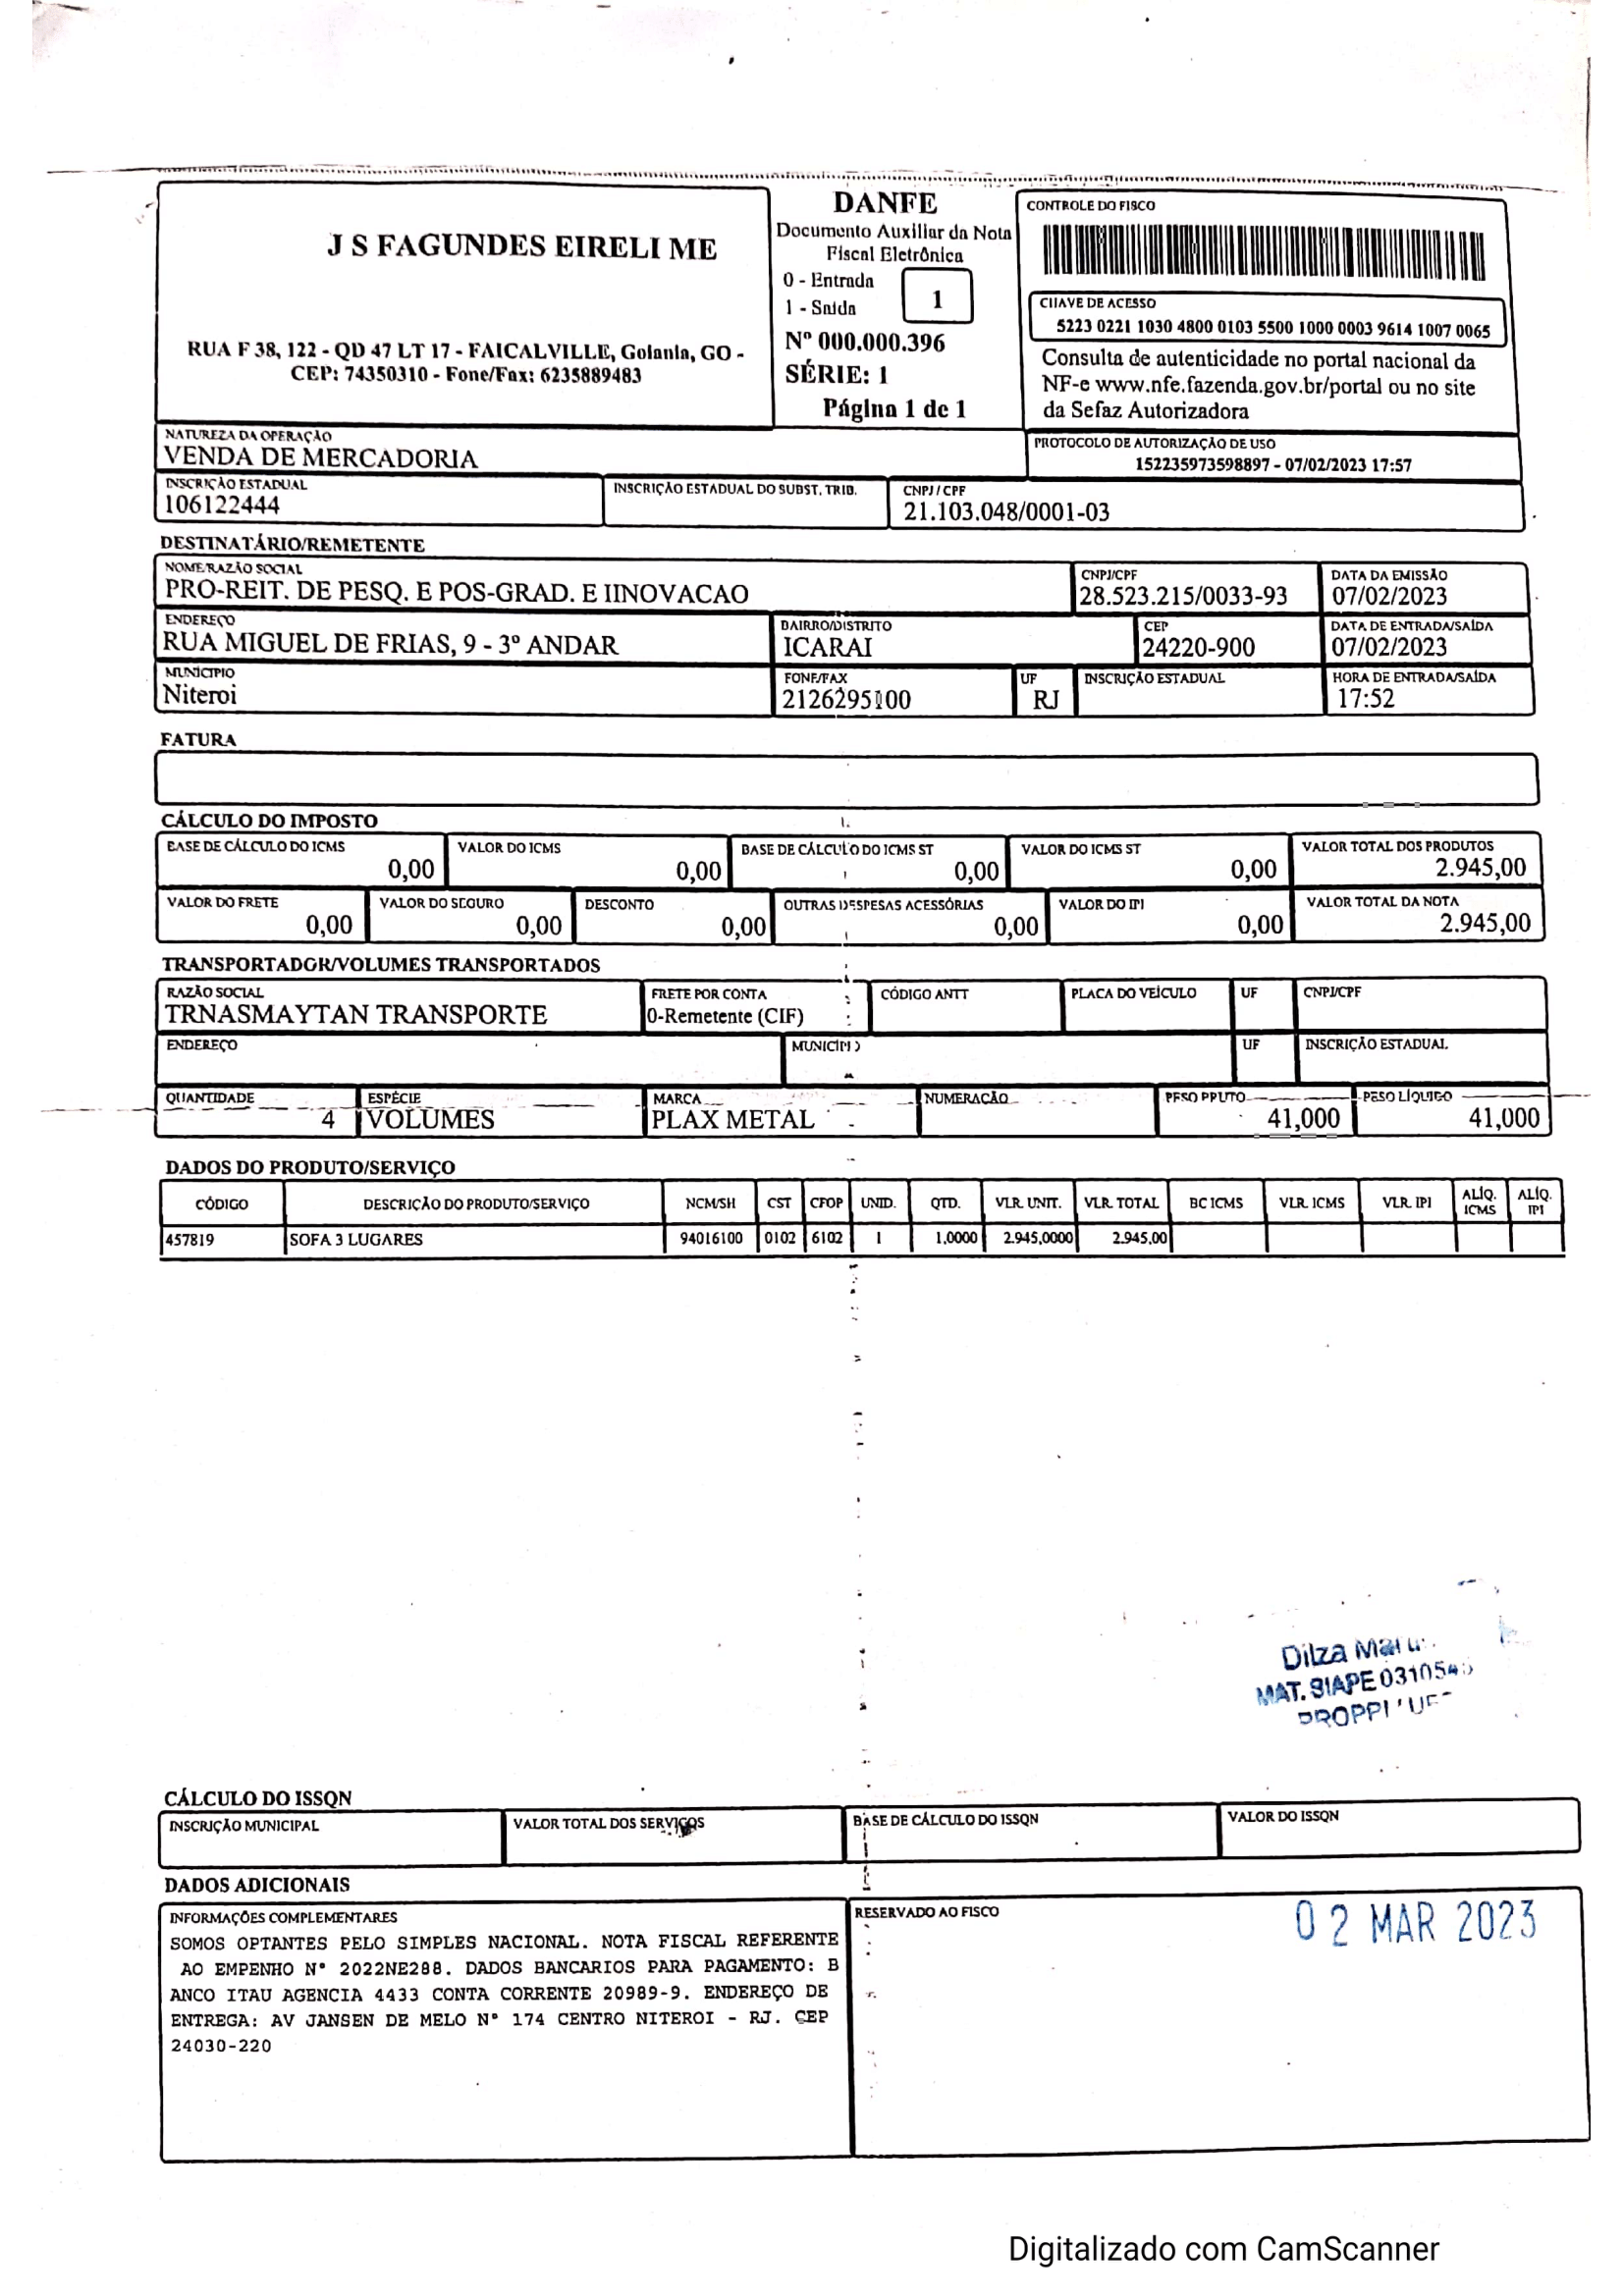 J S FAGUNDES EIRELI ME
RUA F 38, 122 - QD 47 LT 17 - FAICALVILLE, Goiania, GO -
CEP: 74350310 - Fone/Fax: 6235889483
DANFE
Documento Auxiliar da Nota
Fiscal Eletrônica
0 - Entrada
1 - Saída
1
Nº 000.000.396
SÉRIE: 1
Página 1 de 1
CONTROLE DO FISCO
CHAVE DE ACESSO
5223 0221 1030 4800 0103 5500 1000 0003 9614 1007 0065
Consulta de autenticidade no portal nacional da
NF-e www.nfe.fazenda.gov.br/portal ou no site
da Sefaz Autorizadora
NATUREZA DA OPERAÇÃO
VENDA DE MERCADORIA
PROTOCOLO DE AUTORIZAÇÃO DE USO
152235973598897 - 07/02/2023 17:57
INSCRIÇÃO ESTADUAL
106122444
INSCRIÇÃO ESTADUAL DO SUBST. TRIB.
CNPJ / CPF
21.103.048/0001-03
DESTINATÁRIO/REMETENTE
NOME/RAZÃO SOCIAL
PRO-REIT. DE PESQ. E POS-GRAD. E IINOVACAO
CNPJ/CPF
28.523.215/0033-93
DATA DA EMISSÃO
07/02/2023
ENDEREÇO
RUA MIGUEL DE FRIAS, 9 - 3º ANDAR
BAIRRO/DISTRITO
ICARAI
CEP
24220-900
DATA DE ENTRADA/SAÍDA
07/02/2023
MUNICIPIO
Niteroi
FONE/FAX
2126295100
UF
RJ
INSCRIÇÃO ESTADUAL
HORA DE ENTRADA/SAÍDA
17:52
FATURA
CÁLCULO DO IMPOSTO
BASE DE CÁLCULO DO ICMS
0,00
VALOR DO ICMS
0,00
BASE DE CÁLCULO DO ICMS ST
0,00
VALOR DO ICMS ST
0,00
VALOR TOTAL DOS PRODUTOS
2.945,00
VALOR DO FRETE
0,00
VALOR DO SEGURO
0,00
DESCONTO
0,00
OUTRAS DESPESAS ACESSÓRIAS
0,00
VALOR DO IPI
0,00
VALOR TOTAL DA NOTA
2.945,00
TRANSPORTADOR/VOLUMES TRANSPORTADOS
RAZÃO SOCIAL
TRNASMAYTAN TRANSPORTE
FRETE POR CONTA
0-Remetente (CIF)
CÓDIGO ANTT
PLACA DO VEÍCULO
UF
CNPJ/CPF
ENDEREÇO
MUNICÍPIO
UF
INSCRIÇÃO ESTADUAL
QUANTIDADE
4
ESPÉCIE
VOLUMES
MARCA
PLAX METAL
NUMERAÇÃO
PESO BRUTO
41,000
PESO LÍQUIDO
41,000
DADOS DO PRODUTO/SERVIÇO
CÓDIGO DESCRIÇÃO DO PRODUTO/SERVIÇO NCM/SH CST CFOP UNID. QTD. VLR. UNIT. VLR. TOTAL BC ICMS VLR. ICMS VLR. IPI ALÍQ. ICMS ALÍQ. IPI
457819 SOFA 3 LUGARES 94016100 0102 6102 1 1,0000 2.945,0000 2.945,00
Dilza
MAT. SIAPE
PROPPI
CÁLCULO DO ISSQN
INSCRIÇÃO MUNICIPAL
VALOR TOTAL DOS SERVIÇOS
BASE DE CÁLCULO DO ISSQN
VALOR DO ISSQN
DADOS ADICIONAIS
INFORMAÇÕES COMPLEMENTARES
SOMOS OPTANTES PELO SIMPLES NACIONAL. NOTA FISCAL REFERENTE
AO EMPENHO Nº 2022NE288. DADOS BANCARIOS PARA PAGAMENTO: B
ANCO ITAU AGENCIA 4433 CONTA CORRENTE 20989-9. ENDEREÇO DE
ENTREGA: AV JANSEN DE MELO Nº 174 CENTRO NITEROI - RJ. CEP
24030-220
RESERVADO AO FISCO
02 MAR 2023
Digitalizado com CamScanner